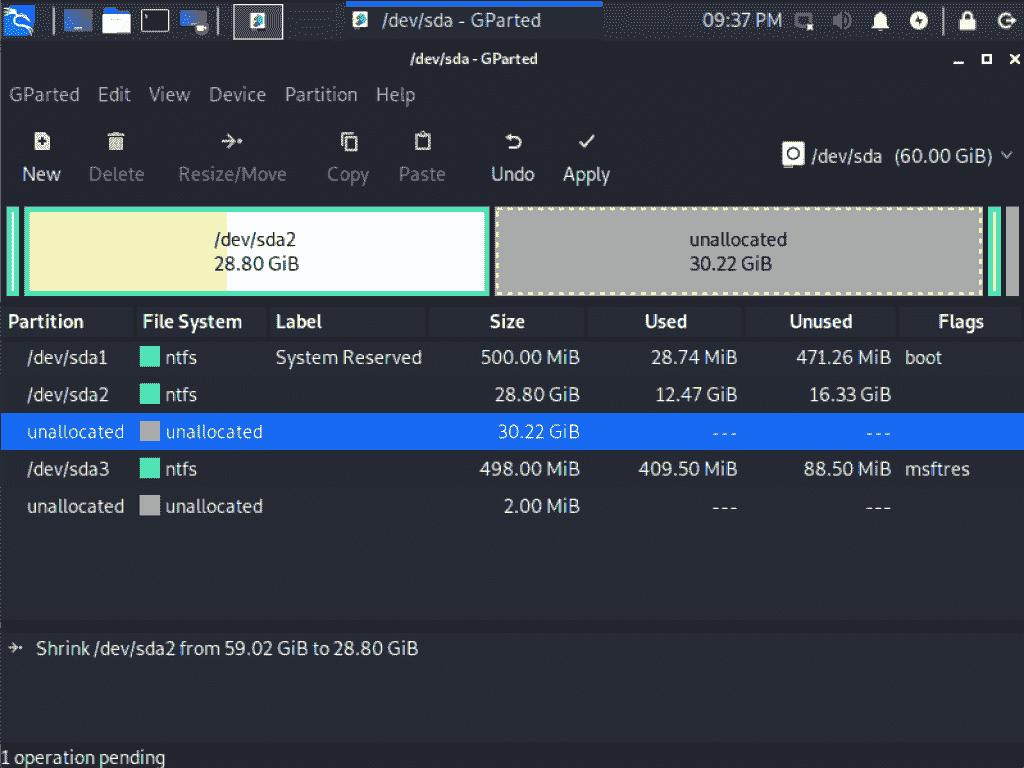 /dev/sda - GParted 09:37 PM
/dev/sda - GParted
GParted Edit View Device Partition Help
New Delete Resize/Move Copy Paste Undo Apply /dev/sda (60.00 GiB)
/dev/sda2 unallocated
28.80 GiB 30.22 GiB
Partition File System Label Size Used Unused Flags
/dev/sda1 ntfs System Reserved 500.00 MiB 28.74 MiB 471.26 MiB boot
/dev/sda2 ntfs 28.80 GiB 12.47 GiB 16.33 GiB
unallocated unallocated 30.22 GiB --- ---
/dev/sda3 ntfs 498.00 MiB 409.50 MiB 88.50 MiB msftres
unallocated unallocated 2.00 MiB --- ---
Shrink /dev/sda2 from 59.02 GiB to 28.80 GiB
1 operation pending